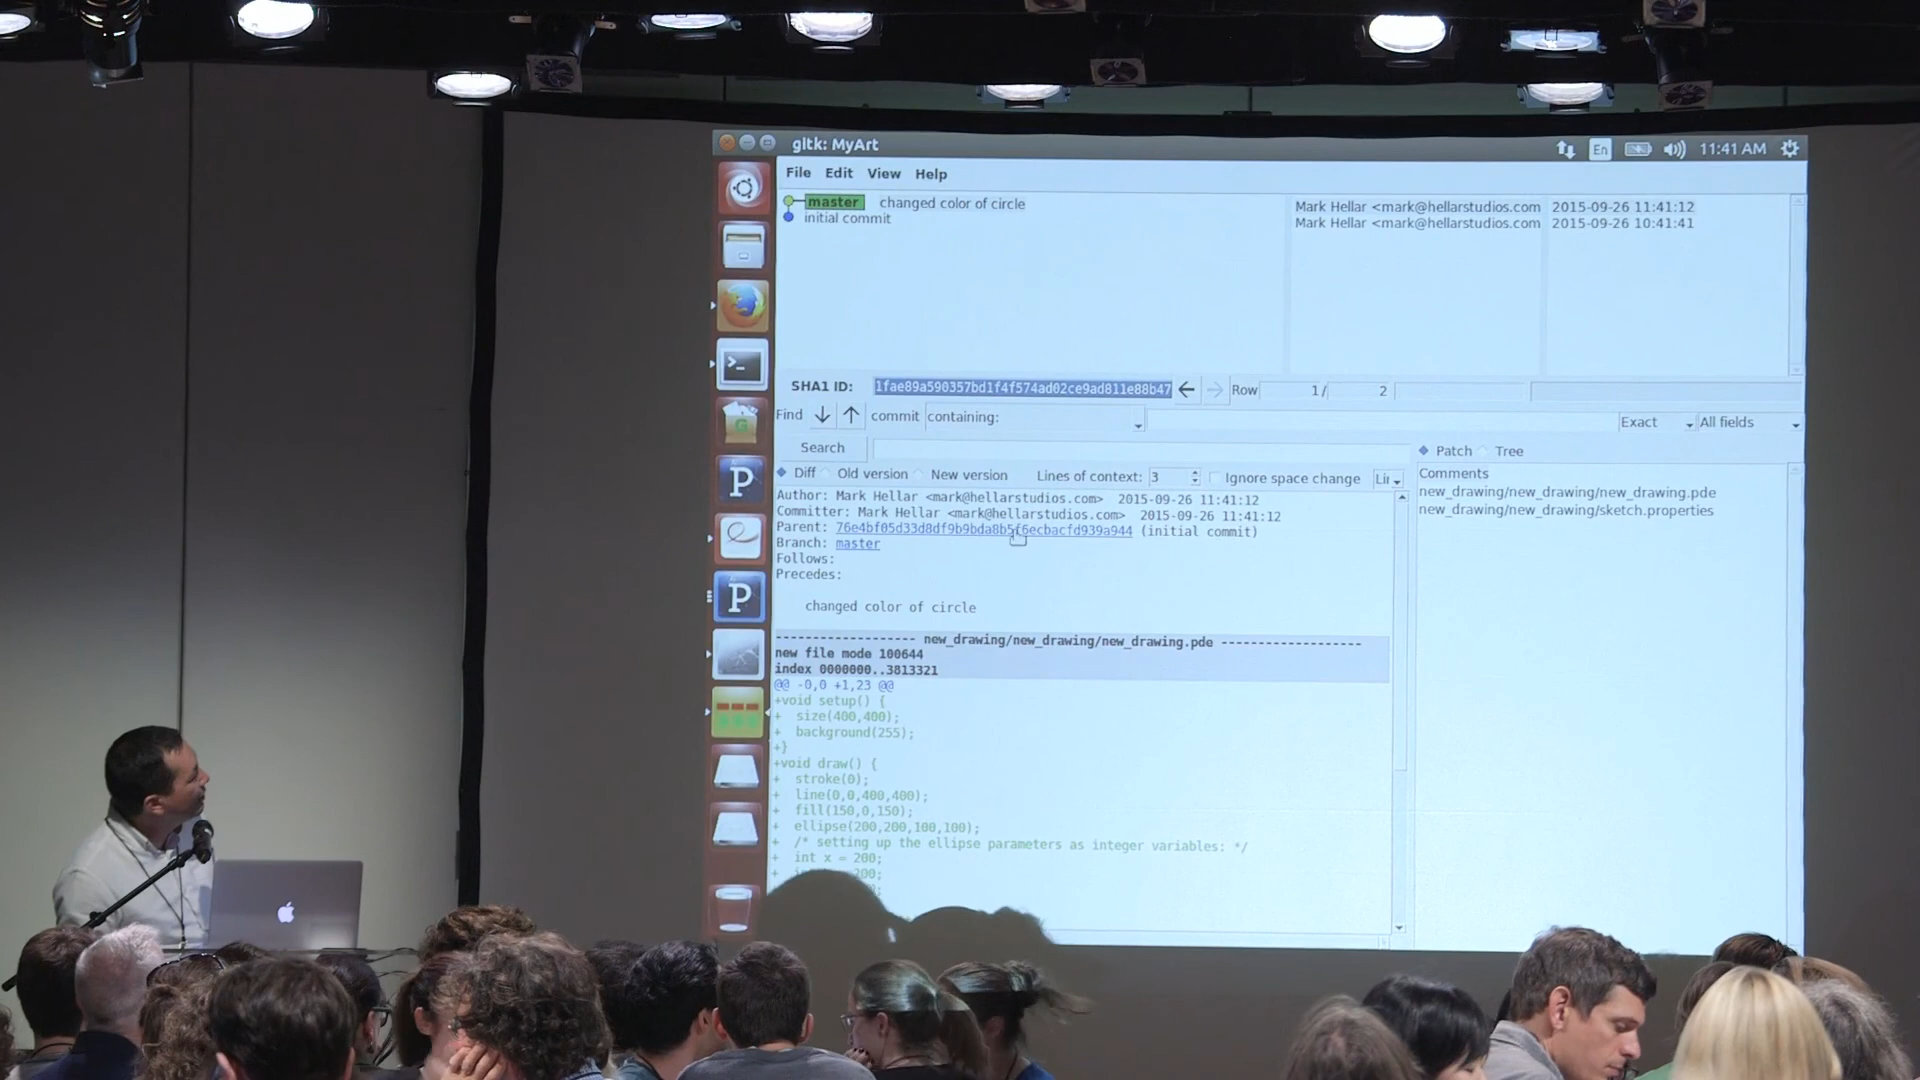 gitk: MyArt
En
11:41 AM
File Edit View Help
master changed color of circle
initial commit
Mark Hellar <mark@hellarstudios.com 2015-09-26 11:41:12
Mark Hellar <mark@hellarstudios.com 2015-09-26 10:41:41
SHA1 ID: 1fae89a590357bd1f4f574ad02ce9ad811e88b47 Row 1/ 2
Find commit containing: Exact All fields
Search
Patch Tree
Diff Old version New version Lines of context: 3 Ignore space change
Comments
new_drawing/new_drawing/new_drawing.pde
new_drawing/new_drawing/sketch.properties
Author: Mark Hellar <mark@hellarstudios.com> 2015-09-26 11:41:12
Committer: Mark Hellar <mark@hellarstudios.com> 2015-09-26 11:41:12
Parent: 76e4bf05d33d8df9b9bda8b5f6ecbacfd939a944 (initial commit)
Branch: master
Follows:
Precedes:
changed color of circle
------------------- new_drawing/new_drawing/new_drawing.pde -------------------
new file mode 100644
index 0000000..3813321
@@ -0,0 +1,23 @@
+void setup() {
+ size(400,400);
+ background(255);
+}
+void draw() {
+ stroke(0);
+ line(0,0,400,400);
+ fill(150,0,150);
+ ellipse(200,200,100,100);
+ /* setting up the ellipse parameters as integer variables: */
+ int x = 200;
+ 200;
G
P
P